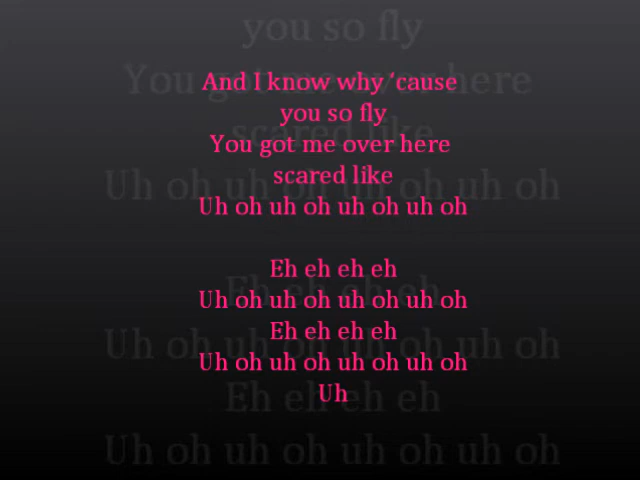 And I know why ‘cause
you so fly
You got me over here
scared like
Uh oh uh oh uh oh uh oh

Eh eh eh eh
Uh oh uh oh uh oh uh oh
Eh eh eh eh
Uh oh uh oh uh oh uh oh
Uh